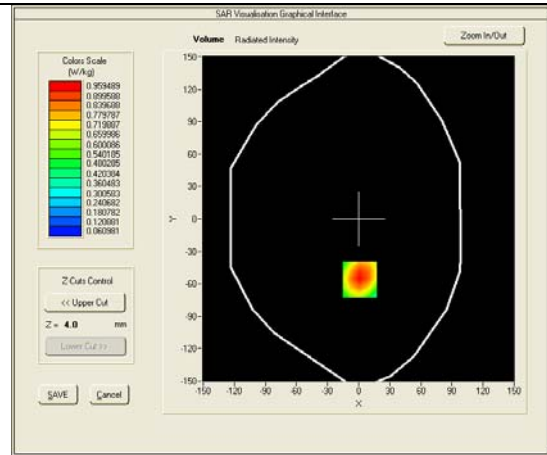 SAR Visualisation Graphical Interface
Volume Radiated Intensity
Zoom In/Out
Colors Scale
(W/kg)
0.959489
0.899588
0.839688
0.779787
0.719887
0.659986
0.600086
0.540185
0.480285
0.420384
0.360483
0.300583
0.240682
0.180782
0.120881
0.060981
Z Cuts Control
<< Upper Cut
Z = 4.0 mm
Lower Cut >>
SAVE
Cancel
150
120
90
60
30
0
-30
-60
-90
-120
-150
Y
-150 -120 -90 -60 -30 0 30 60 90 120 150
X